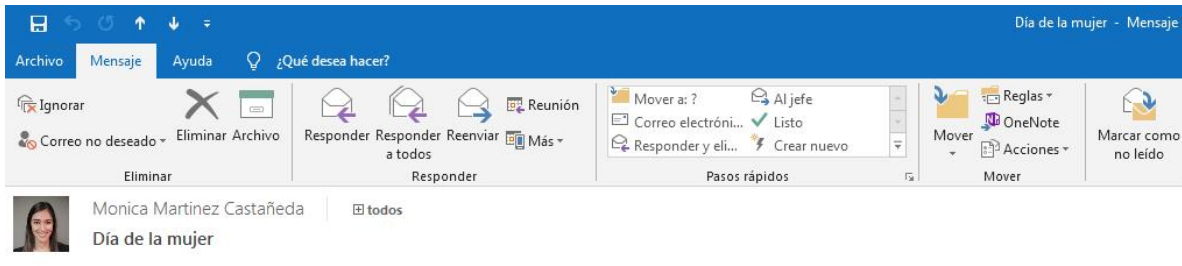 Día de la mujer - Mensaje
Archivo Mensaje Ayuda ¿Qué desea hacer?
Ignorar
Correo no deseado
Eliminar Archivo
Eliminar
Responder Responder a todos Reenviar
Reunión
Más
Responder
Mover a: ? Al jefe
Correo electróni... Listo
Responder y eli... Crear nuevo
Pasos rápidos
Mover
Reglas
OneNote
Acciones
Mover
Marcar como
no leído
Monica Martinez Castañeda todos
Día de la mujer